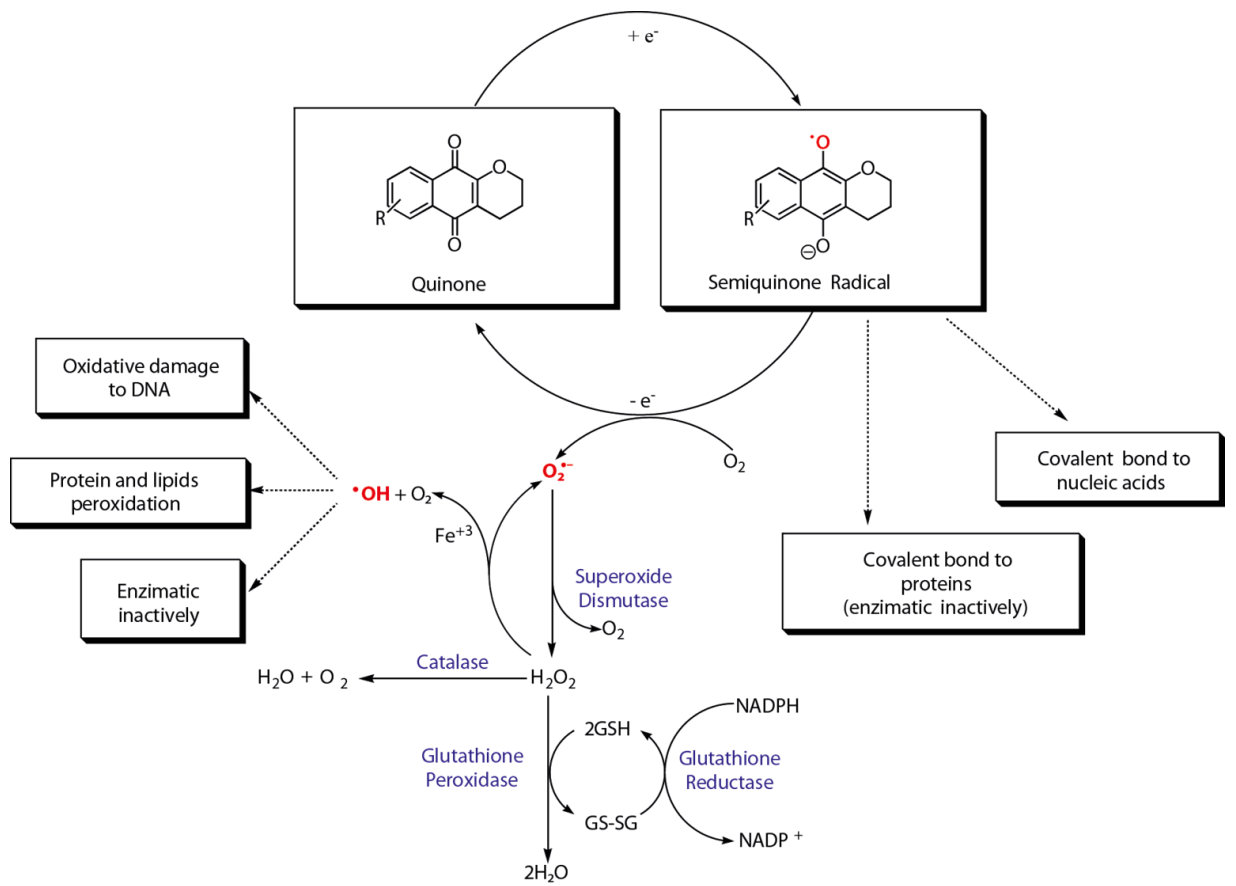 + e⁻
O
O
R
O
Quinone
•O
O
R
⊖O
Semiquinone Radical
- e⁻
O₂
O₂•⁻
Oxidative damage
to DNA
Protein and lipids
peroxidation
Enzimatic
inactively
•OH + O₂
Fe⁺³
Superoxide
Dismutase
O₂
Covalent bond to
nucleic acids
Covalent bond to
proteins
(enzimatic inactively)
H₂O + O ₂
Catalase
H₂O₂
NADPH
2GSH
Glutathione
Peroxidase
Glutathione
Reductase
GS-SG
NADP ⁺
2H₂O